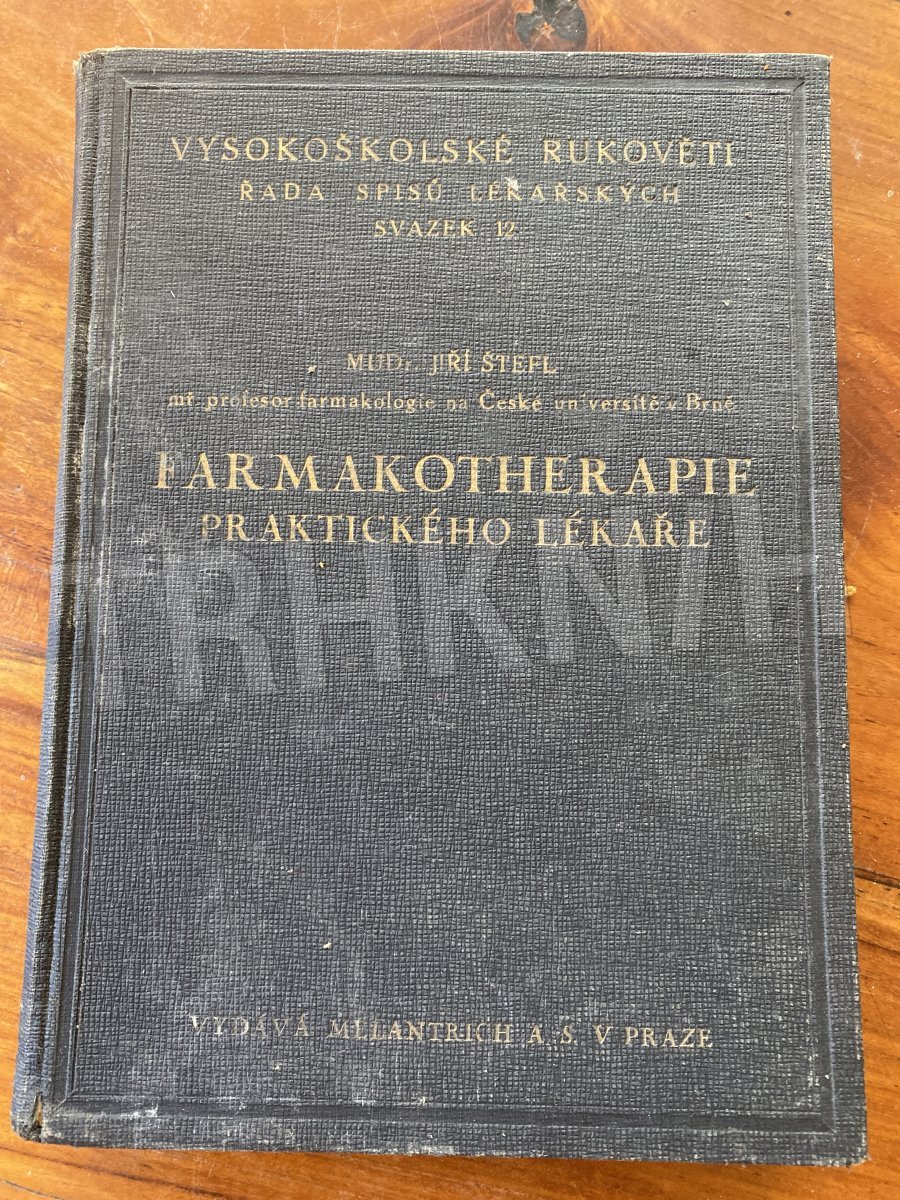 VYSOKOŠKOLSKÉ RUKOVĚTI
ŘADA SPISŮ LÉKAŘSKÝCH
SVAZEK 12
MUDr. JIŘÍ ŠTEFL
mř. profesor farmakologie na České universitě v Brně
FARMAKOTHERAPIE
PRAKTICKÉHO LÉKAŘE
TRHKNI
VYDÁVÁ MELANTRICH A. S. V PRAZE